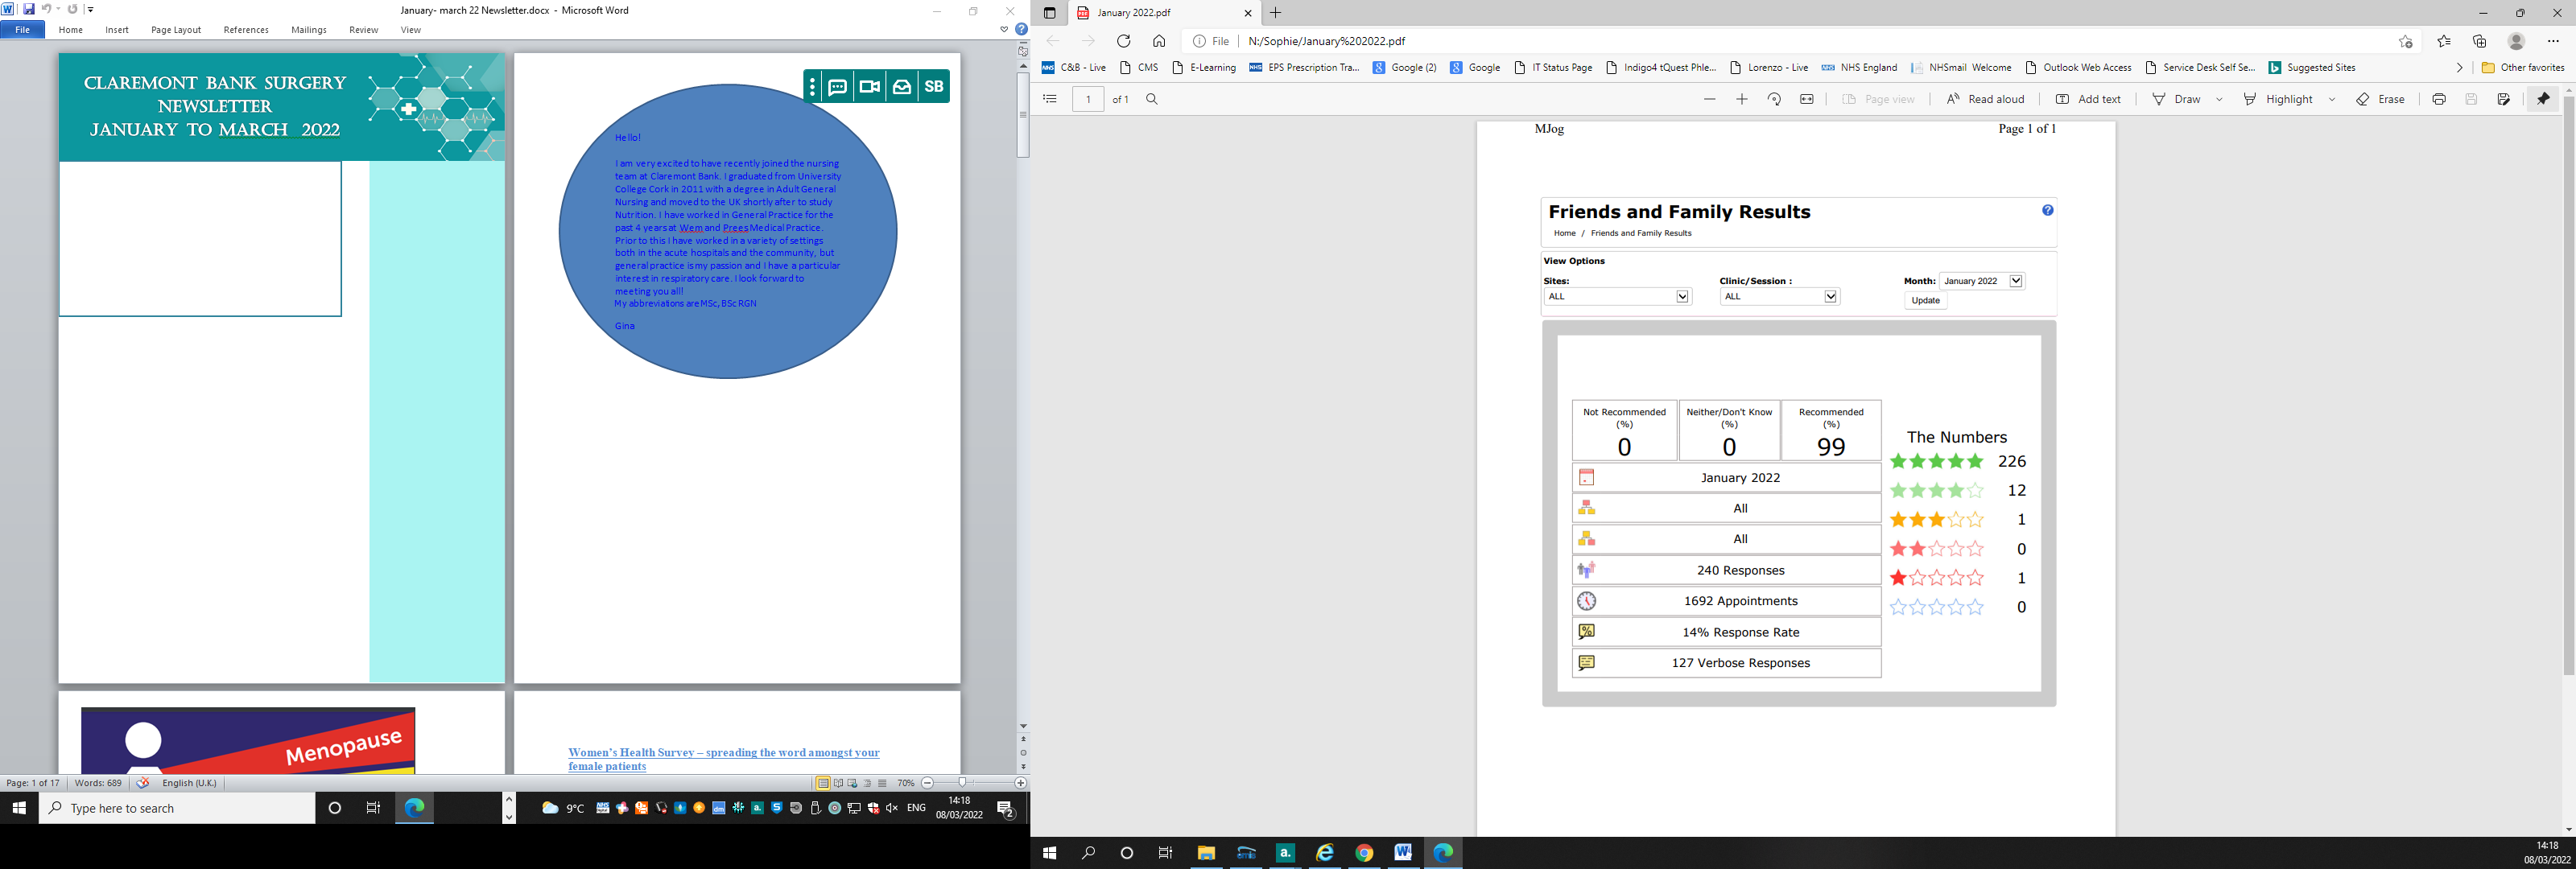 January- march 22 Newsletter.docx - Microsoft Word
File Home Insert Page Layout References Mailings Review View
CLAREMONT BANK SURGERY
NEWSLETTER
JANUARY TO MARCH 2022
SB
Hello!
I am very excited to have recently joined the nursing
team at Claremont Bank. I graduated from University
College Cork in 2011 with a degree in Adult General
Nursing and moved to the UK shortly after to study
Nutrition. I have worked in General Practice for the
past 4 years at Wem and Prees Medical Practice.
Prior to this I have worked in a variety of settings
both in the acute hospitals and the community, but
general practice is my passion and I have a particular
interest in respiratory care. I look forward to
meeting you all!
My abbreviations are MSc, BSc RGN
Gina
Menopause
Women's Health Survey – spreading the word amongst your
female patients
Page: 1 of 17 Words: 689 English (U.K.) 70%
Type here to search 9°C ENG 14:18
08/03/2022 2
January 2022.pdf
File N:/Sophie/January%202022.pdf
C&B - Live CMS E-Learning EPS Prescription Tra... Google (2) Google IT Status Page Indigo4 tQuest Phle... Lorenzo - Live NHS England NHSmail Welcome Outlook Web Access Service Desk Self Se... Suggested Sites Other favorites
1 of 1 Page view Read aloud Add text Draw Highlight Erase
MJog Page 1 of 1
Friends and Family Results
Home / Friends and Family Results
View Options
Sites: Clinic/Session : Month: January 2022
ALL ALL Update
Not Recommended Neither/Don't Know Recommended
(%) (%) (%)
0 0 99
January 2022
All
All
240 Responses
1692 Appointments
14% Response Rate
127 Verbose Responses
The Numbers
226
12
1
0
1
0
14:18
08/03/2022